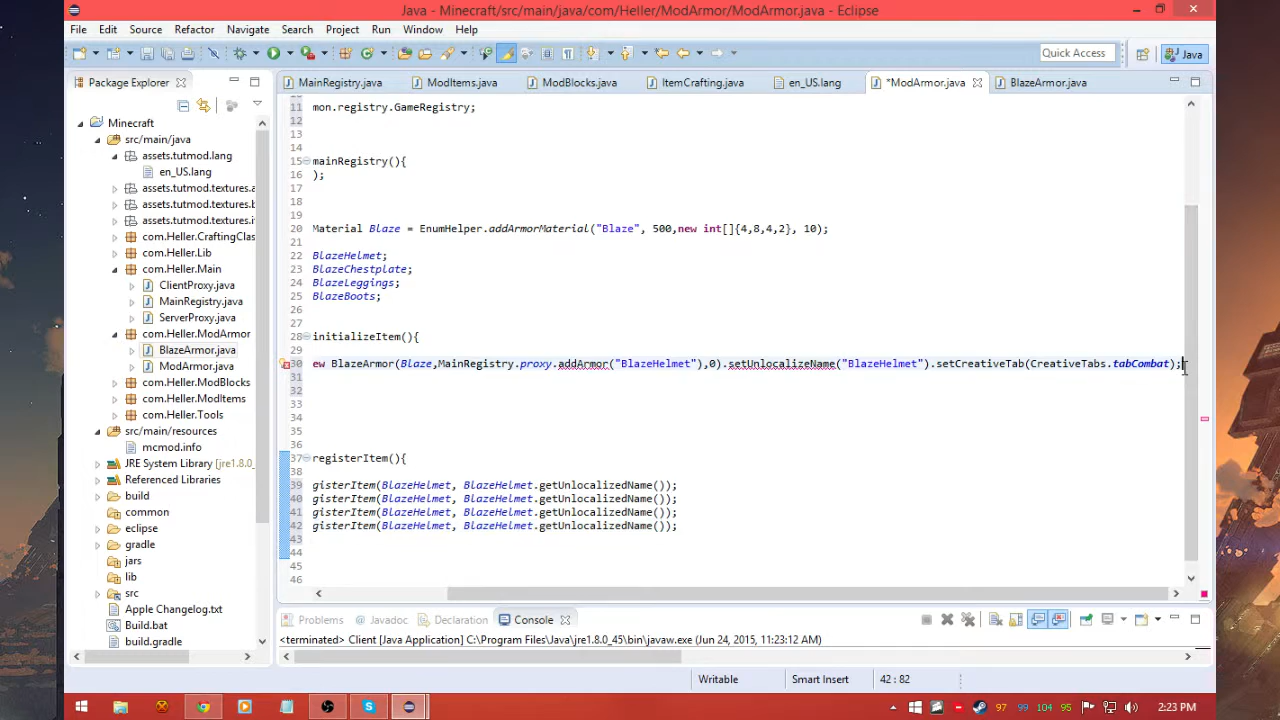 Java - Minecraft/src/main/java/com/Heller/ModArmor/ModArmor.java - Eclipse
File Edit Source Refactor Navigate Search Project Run Window Help
Quick Access
Java
Package Explorer
MainRegistry.java ModItems.java ModBlocks.java ItemCrafting.java en_US.lang *ModArmor.java BlazeArmor.java
Minecraft
src/main/java
assets.tutmod.lang
en_US.lang
assets.tutmod.textures.a
assets.tutmod.textures.b
assets.tutmod.textures.i
com.Heller.CraftingClas
com.Heller.Lib
com.Heller.Main
ClientProxy.java
MainRegistry.java
ServerProxy.java
com.Heller.ModArmor
BlazeArmor.java
ModArmor.java
com.Heller.ModBlocks
com.Heller.ModItems
com.Heller.Tools
src/main/resources
mcmod.info
JRE System Library [jre1.8.0_
Referenced Libraries
build
common
eclipse
gradle
jars
lib
src
Apple Changelog.txt
Build.bat
build.gradle
11 mon.registry.GameRegistry;
12
13
14
15 mainRegistry(){
16 );
17
18
19
20 Material Blaze = EnumHelper.addArmorMaterial("Blaze", 500,new int[]{4,8,4,2}, 10);
21
22 BlazeHelmet;
23 BlazeChestplate;
24 BlazeLeggings;
25 BlazeBoots;
26
27
28 initializeItem(){
30 ew BlazeArmor(Blaze,MainRegistry.proxy.addArmor("BlazeHelmet"),0).setUnlocalizeName("BlazeHelmet").setCreativeTab(CreativeTabs.tabCombat);
31
32
33
34
35
36
37 registerItem(){
38
39 gisterItem(BlazeHelmet, BlazeHelmet.getUnlocalizedName());
40 gisterItem(BlazeHelmet, BlazeHelmet.getUnlocalizedName());
41 gisterItem(BlazeHelmet, BlazeHelmet.getUnlocalizedName());
42 gisterItem(BlazeHelmet, BlazeHelmet.getUnlocalizedName());
43
44
45
46
Problems Javadoc Declaration Console
<terminated> Client [Java Application] C:\Program Files\Java\jre1.8.0_45\bin\javaw.exe (Jun 24, 2015, 11:23:12 AM)
Writable Smart Insert 42 : 82
97 99 104 95 2:23 PM